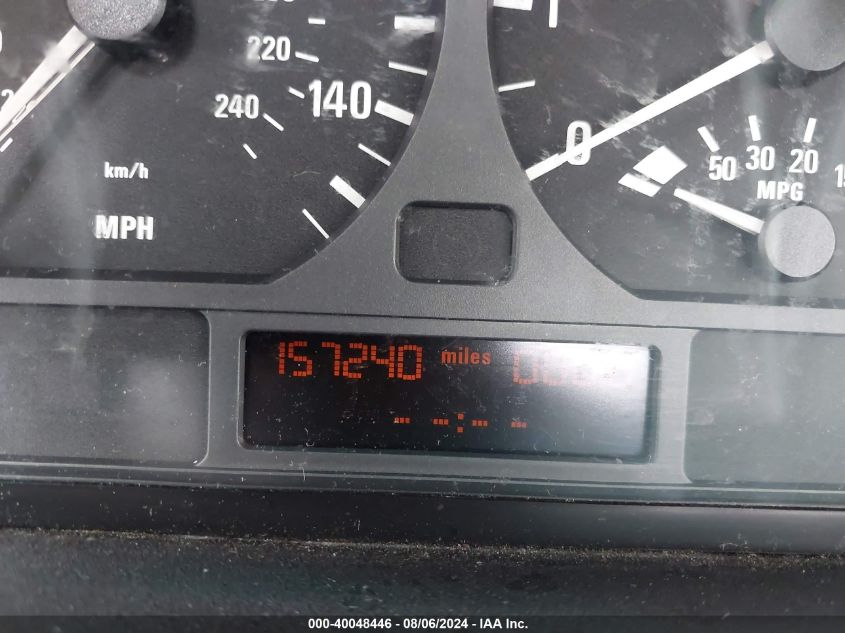 220
240
140
km/h
MPH
0
50 30 20
MPG
157240 miles
- -:- -
000-40048446 - 08/06/2024 - IAA Inc.